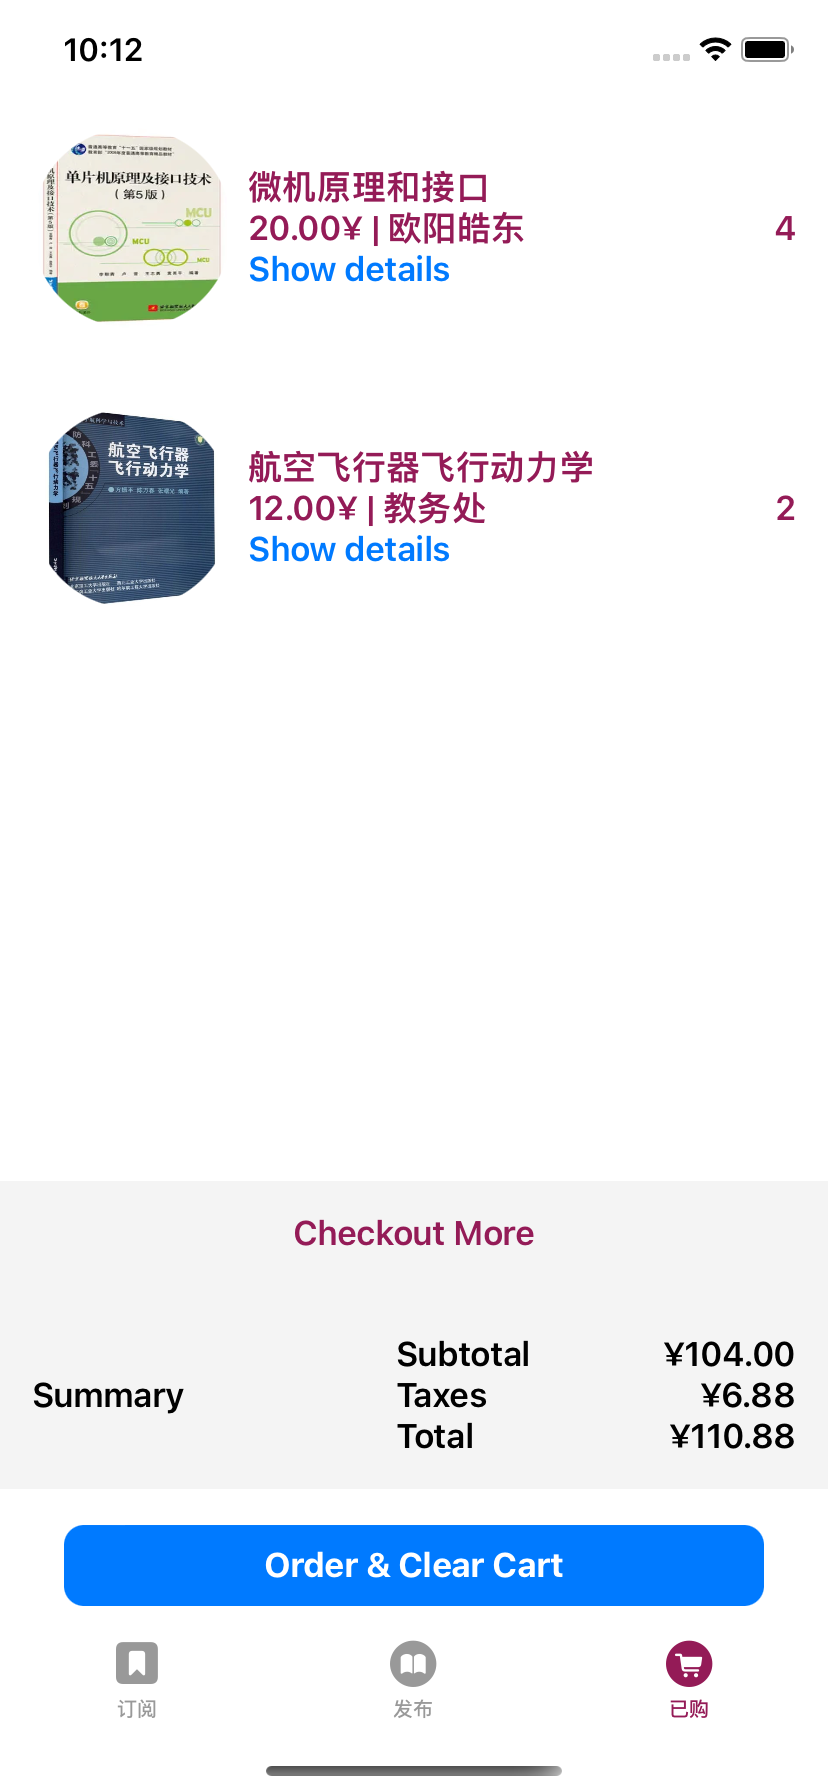 10:12
单片机原理及接口技术
（第5版）
MCU
MCU
MCU
微机原理和接口
20.00¥ | 欧阳皓东
4
Show details
航空飞行器
飞行动力学
航空飞行器飞行动力学
12.00¥ | 教务处
2
Show details
Checkout More
Subtotal ¥104.00
Summary Taxes ¥6.88
Total ¥110.88
Order & Clear Cart
订阅 发布 已购